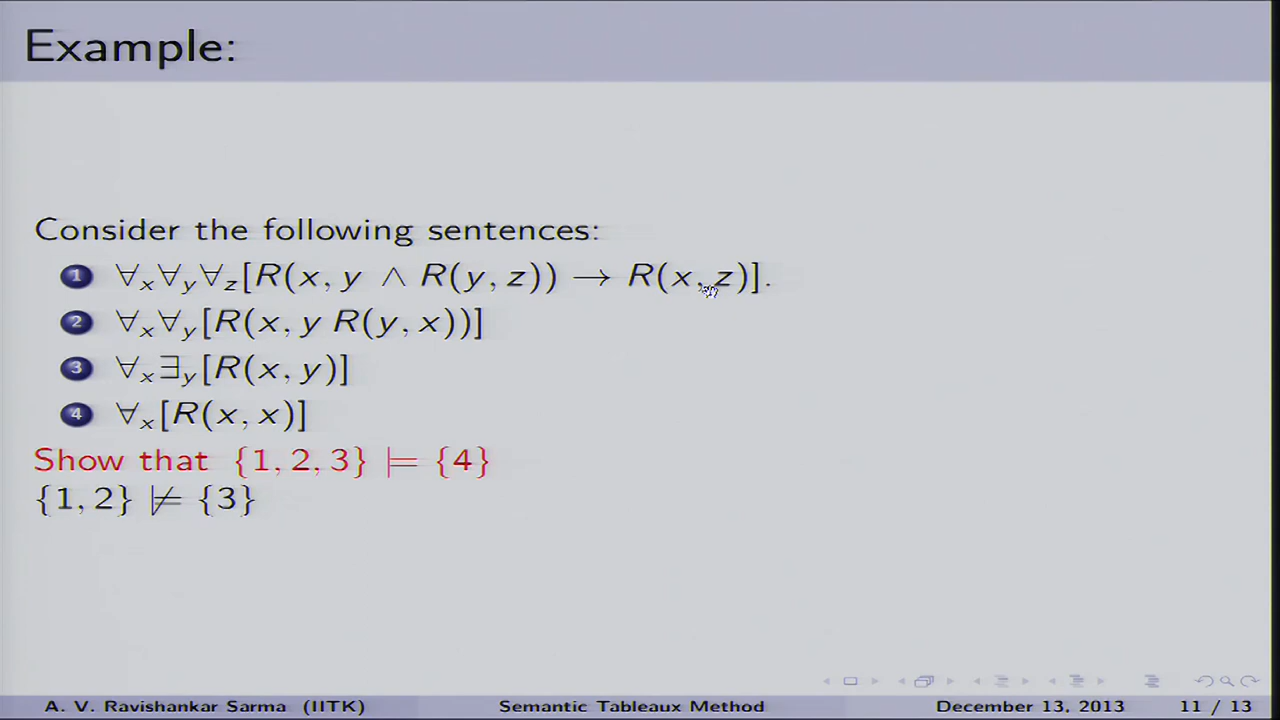 Example:
Consider the following sentences:
1 ∀x∀y∀z[R(x, y ∧ R(y, z)) → R(x, z)].
2 ∀x∀y[R(x, y R(y, x))]
3 ∀x∃y[R(x, y)]
4 ∀x[R(x, x)]
Show that {1, 2, 3} ⊨ {4}
{1, 2} ⊭ {3}
A. V. Ravishankar Sarma (IITK) Semantic Tableaux Method December 13, 2013 11 / 13